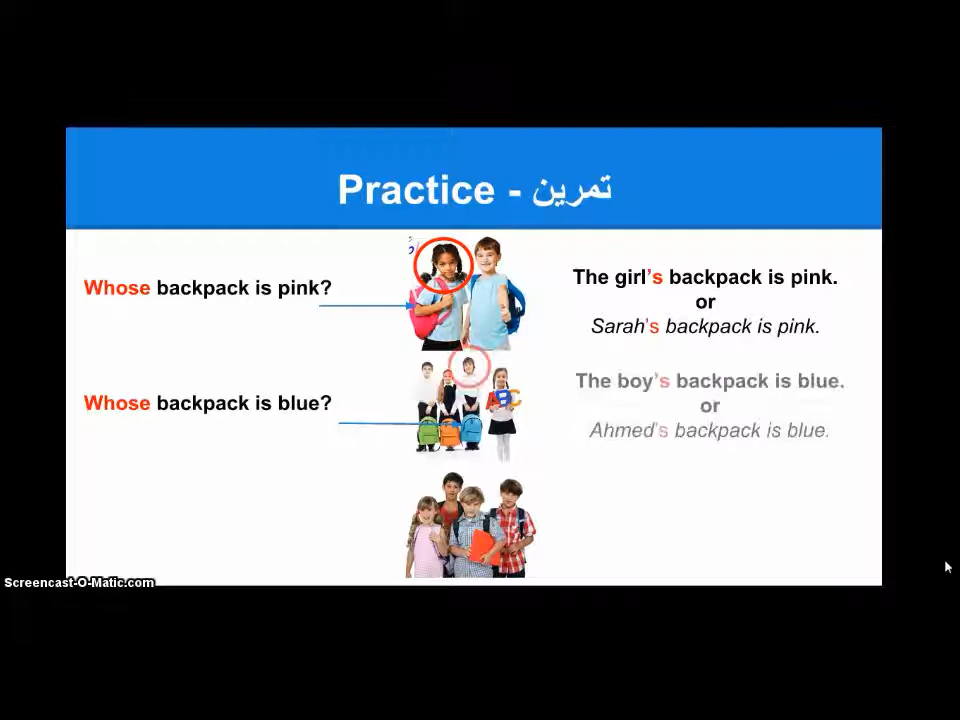 Practice - تمرين
Whose backpack is pink?
The girl's backpack is pink.
or
Sarah's backpack is pink.
Whose backpack is blue?
ABC
The boy's backpack is blue.
or
Ahmed's backpack is blue.
Screencast-O-Matic.com